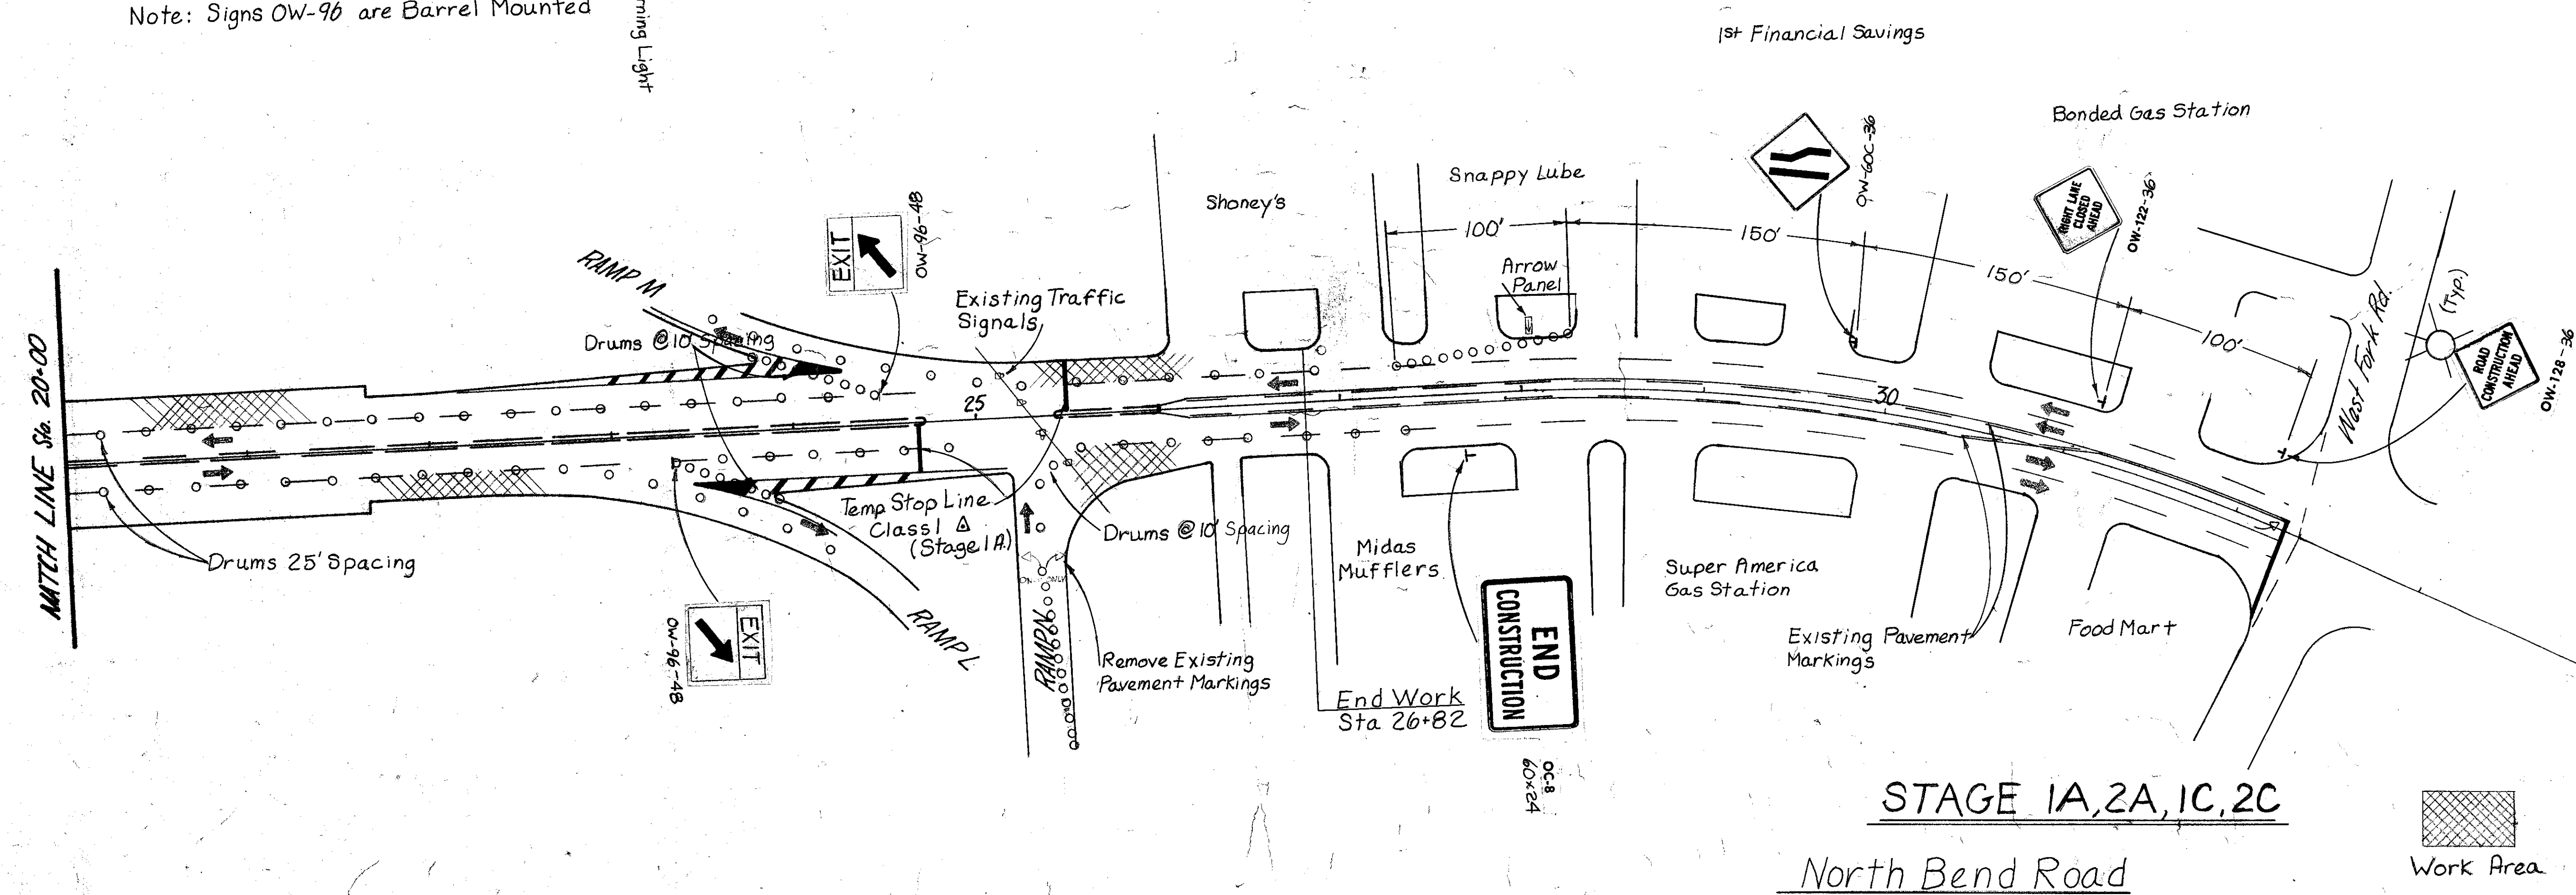 Note: Signs OW-96 are Barrel Mounted
ming Light
1st Financial Savings
Bonded Gas Station
Snappy Lube
Shoney's
OW-60C-36
RIGHT LANE
CLOSED
AHEAD
OW-122-36
100'
150'
150'
100'
Arrow
Panel
West Fork Rd.
(Typ.)
ROAD
CONSTRUCTION
AHEAD
OW-128-36
RAMP M
EXIT
OW-96-48
Existing Traffic
Signals
Drums @ 10' Spacing
MATCH LINE Sta. 20+00
25
30
Temp Stop Line
Class I
(Stage 1A)
Drums @ 10' Spacing
Drums 25' Spacing
ONLY
EXIT
OW-96-48
RAMP L
RAMP N
Remove Existing
Pavement Markings
Midas
Mufflers
End Work
Sta 26+82
END
CONSTRUCTION
OC-8
60x24
Super America
Gas Station
Existing Pavement
Markings
Food Mart
STAGE 1A,2A,1C,2C
North Bend Road
Work Area